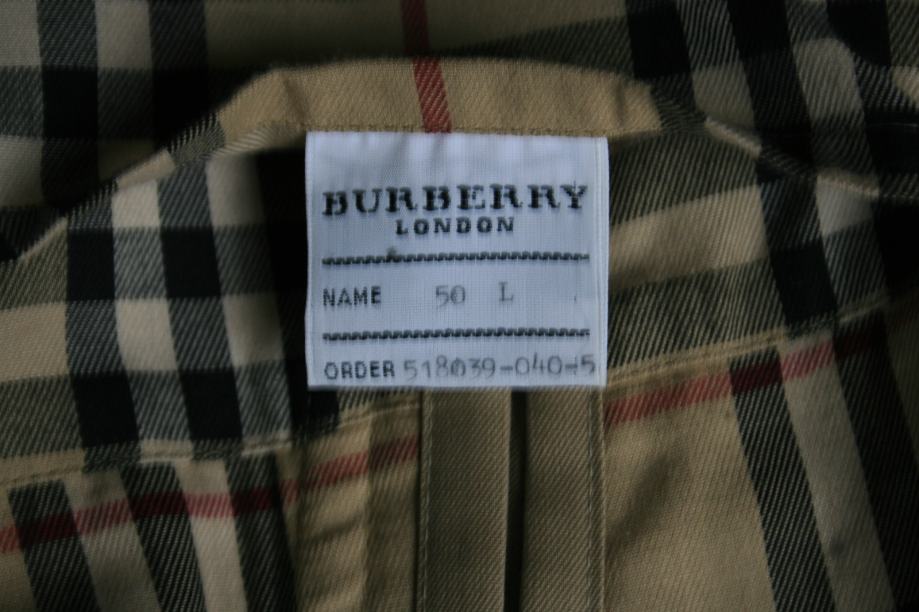 BURBERRY
LONDON
NAME 50 L
ORDER 518039-040-5